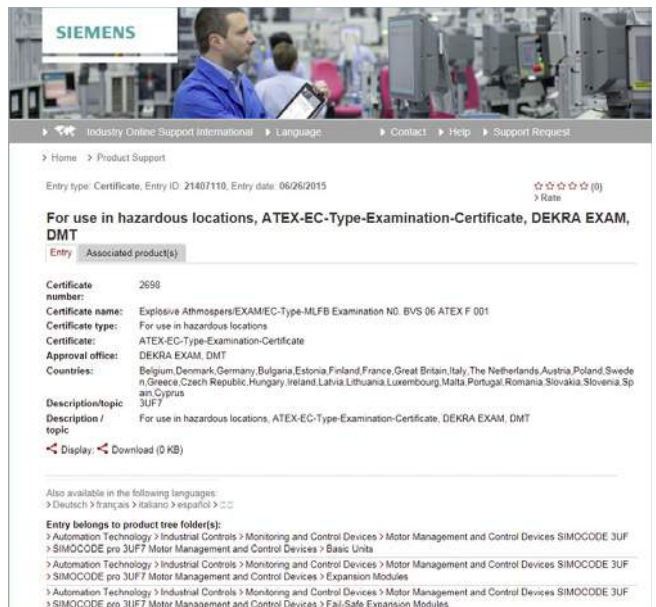 SIEMENS
Industry Online Support International Language Contact Help Support Request
> Home > Product Support
Entry type: Certificate, Entry ID: 21407110, Entry date: 06/26/2015
(0)
> Rate
For use in hazardous locations, ATEX-EC-Type-Examination-Certificate, DEKRA EXAM,
DMT
Entry Associated product(s)
Certificate number: 2698
Certificate name: Explosive Athmospers/EXAM/EC-Type-MLFB Examination N0. BVS 06 ATEX F 001
Certificate type: For use in hazardous locations
Certificate: ATEX-EC-Type-Examination-Certificate
Approval office: DEKRA EXAM, DMT
Countries: Belgium,Denmark,Germany,Bulgaria,Estonia,Finland,France,Great Britain,Italy,The Netherlands,Austria,Poland,Swede
n,Greece,Czech Republic,Hungary,Ireland,Latvia,Lithuania,Luxembourg,Malta,Portugal,Romania,Slovakia,Slovenia,Sp
ain,Cyprus
Description/topic 3UF7
Description / topic For use in hazardous locations, ATEX-EC-Type-Examination-Certificate, DEKRA EXAM, DMT
Display: Download (0 KB)
Also available in the following languages:
> Deutsch > français > italiano > español >
Entry belongs to product tree folder(s):
> Automation Technology > Industrial Controls > Monitoring and Control Devices > Motor Management and Control Devices SIMOCODE 3UF
> SIMOCODE pro 3UF7 Motor Management and Control Devices > Basic Units
> Automation Technology > Industrial Controls > Monitoring and Control Devices > Motor Management and Control Devices SIMOCODE 3UF
> SIMOCODE pro 3UF7 Motor Management and Control Devices > Expansion Modules
> Automation Technology > Industrial Controls > Monitoring and Control Devices > Motor Management and Control Devices SIMOCODE 3UF
> SIMOCODE pro 3UF7 Motor Management and Control Devices > Fail-Safe Expansion Modules